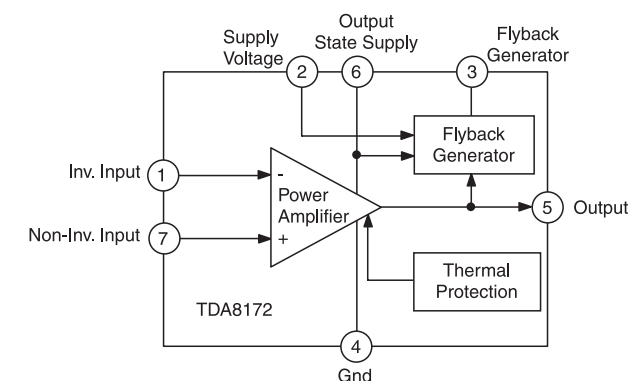 Supply
Voltage
Output
State Supply
Flyback
Generator
2
6
3
Flyback
Generator
Inv. Input
1
-
Power
Amplifier
5
Output
Non-Inv. Input
7
+
Thermal
Protection
TDA8172
4
Gnd